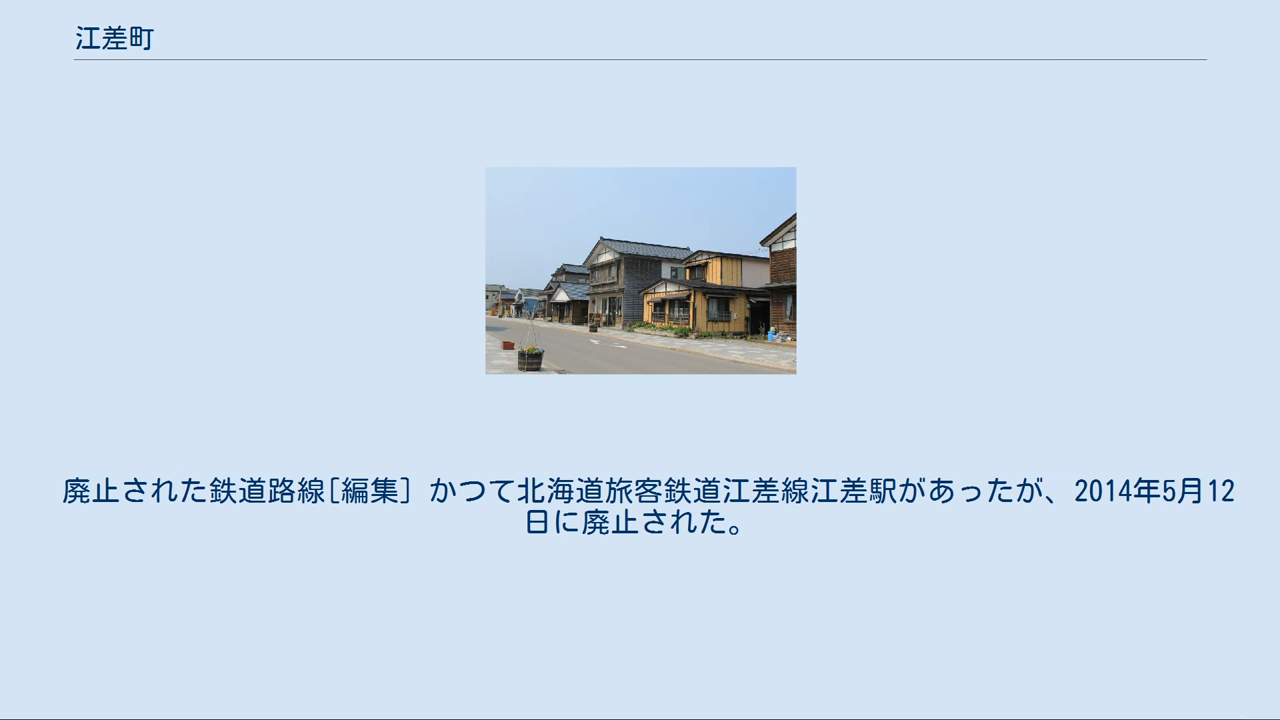 江差町
廃止された鉄道路線[編集] かつて北海道旅客鉄道江差線江差駅があったが、2014年5月12
日に廃止された。